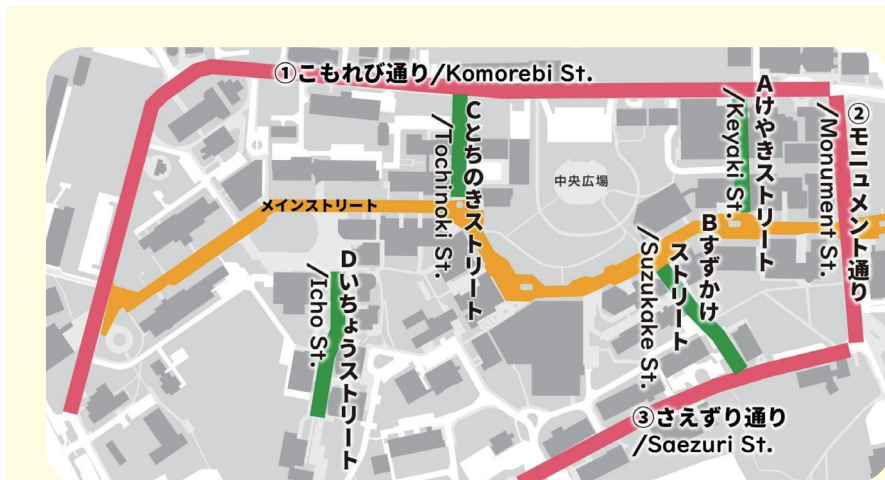 ①こもれび通り/Komorebi St.
Aけやきストリート
/Keyaki St.
②モニュメント通り
/Monument St.
Cとちのきストリート
/Tochinoki St.
中央広場
メインストリート
Bすずかけ
ストリート
/Suzukake St.
Dいちょうストリート
/Icho St.
③さえずり通り
/Saezuri St.